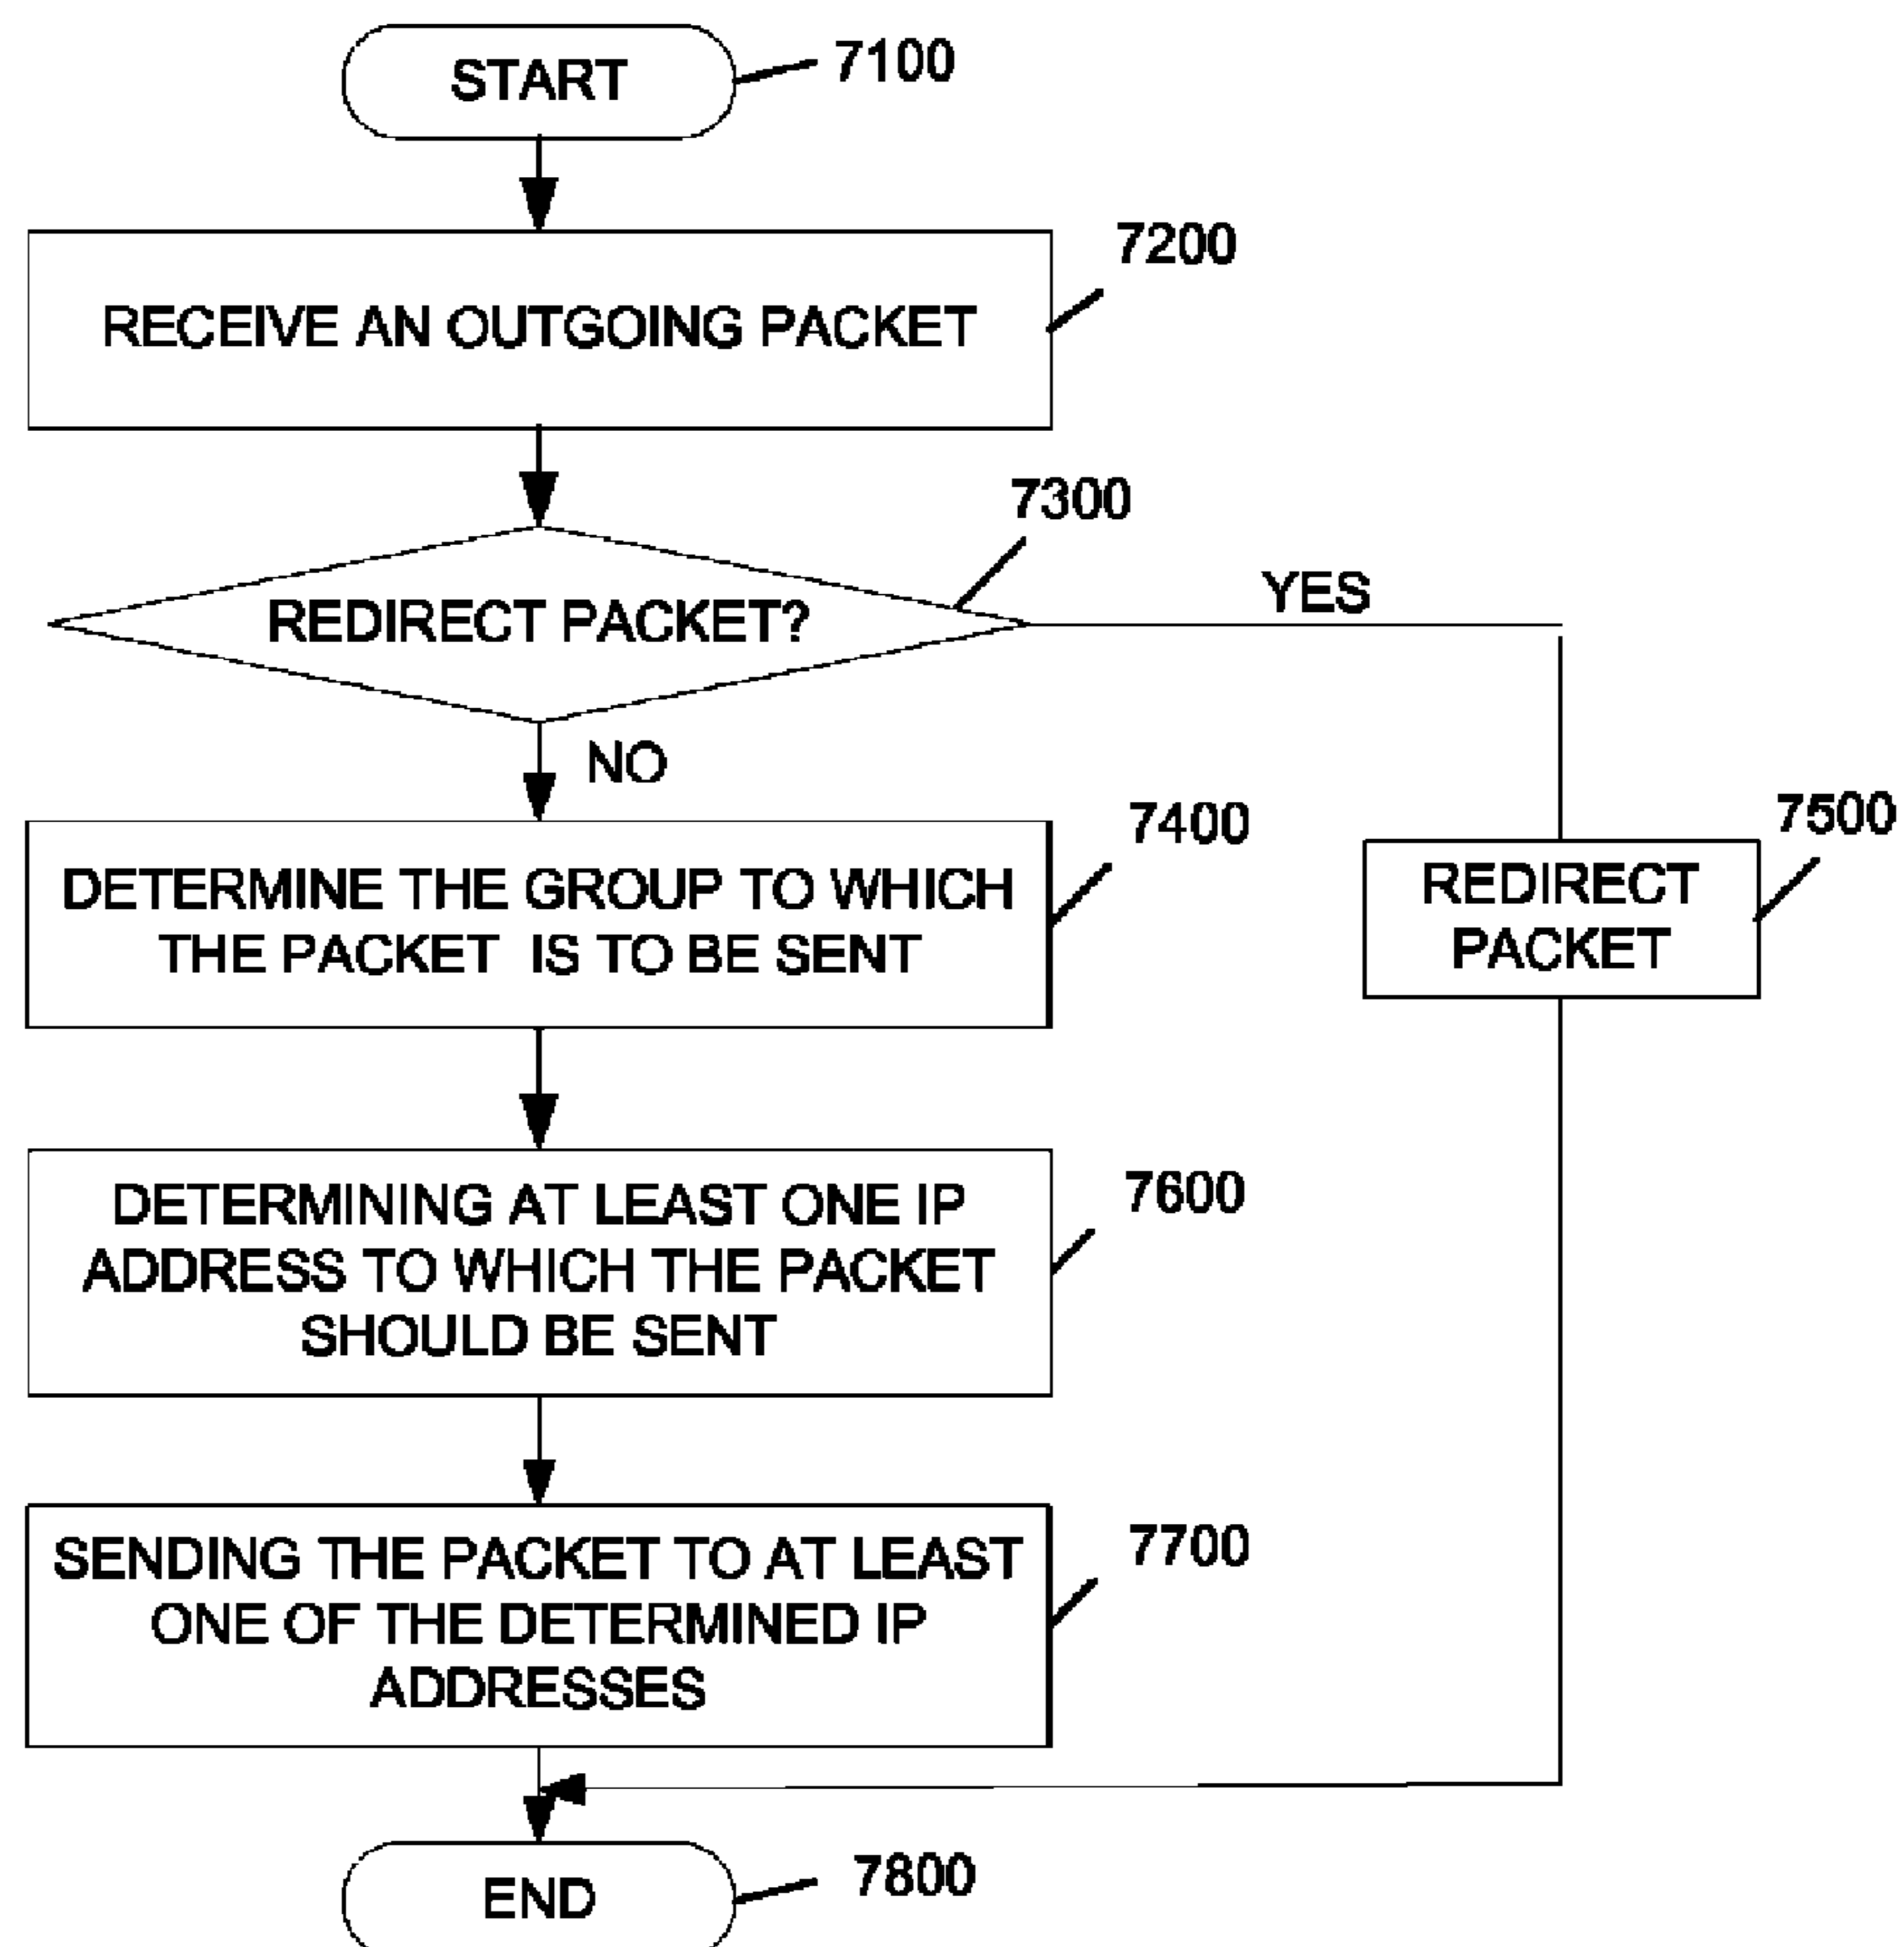 START
7100
7200
RECEIVE AN OUTGOING PACKET
7300
REDIRECT PACKET?
YES
NO
7400
DETERMINE THE GROUP TO WHICH
THE PACKET IS TO BE SENT
7500
REDIRECT
PACKET
7600
DETERMINING AT LEAST ONE IP
ADDRESS TO WHICH THE PACKET
SHOULD BE SENT
7700
SENDING THE PACKET TO AT LEAST
ONE OF THE DETERMINED IP
ADDRESSES
END
7800